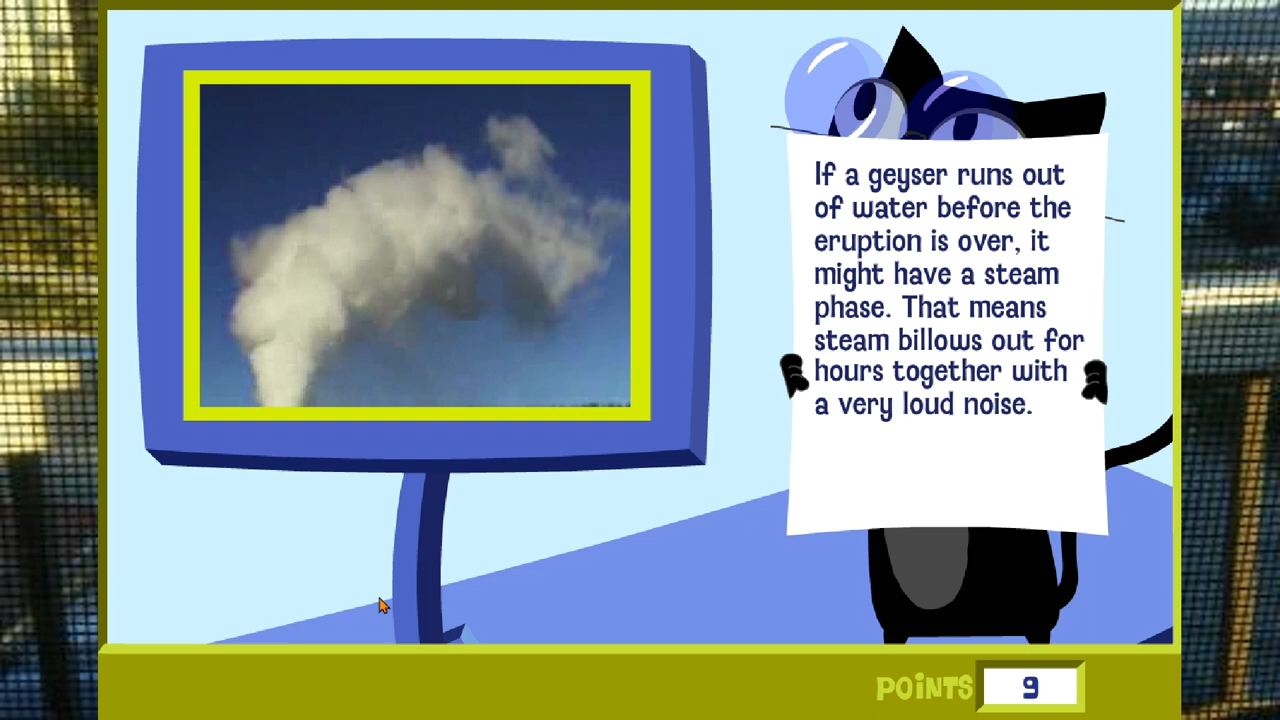 If a geyser runs out
of water before the
eruption is over, it
might have a steam
phase. That means
steam billows out for
hours together with
a very loud noise.
POiNTS 9